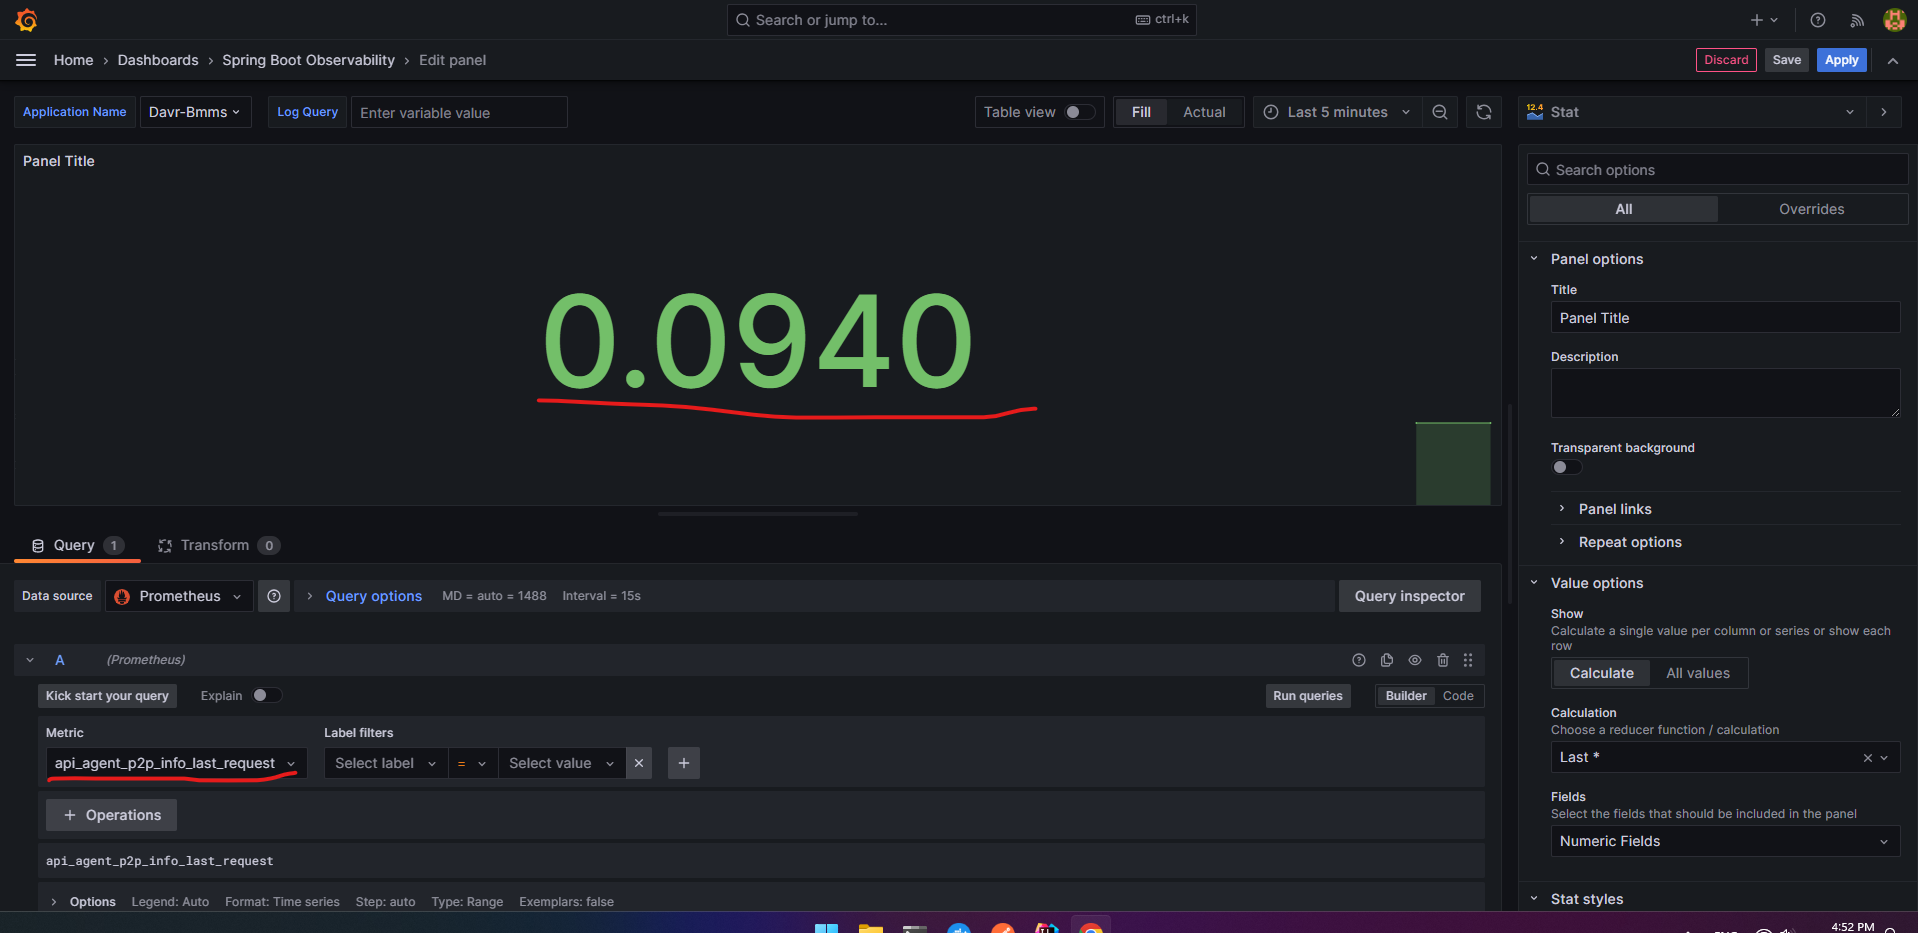 Search or jump to...
ctrl+k
Home › Dashboards › Spring Boot Observability › Edit panel
Discard
Save
Apply
Application Name
Davr-Bmms
Log Query
Enter variable value
Table view
Fill
Actual
Last 5 minutes
12.4
Stat
Panel Title
0.0940
Search options
All
Overrides
Panel options
Title
Panel Title
Description
Transparent background
Panel links
Repeat options
Query 1
Transform 0
Data source
Prometheus
Query options
MD = auto = 1488
Interval = 15s
Query inspector
A
(Prometheus)
Kick start your query
Explain
Run queries
Builder
Code
Metric
Label filters
api_agent_p2p_info_last_request
Select label
=
Select value
+ Operations
api_agent_p2p_info_last_request
Options
Legend: Auto
Format: Time series
Step: auto
Type: Range
Exemplars: false
Value options
Show
Calculate a single value per column or series or show each
row
Calculate
All values
Calculation
Choose a reducer function / calculation
Last *
Fields
Select the fields that should be included in the panel
Numeric Fields
Stat styles
4:52 PM